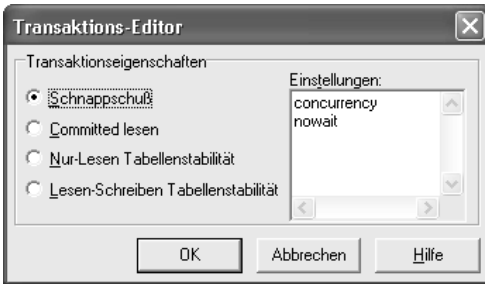 Transaktions-Editor
Transaktionseigenschaften
Schnappschuß
Committed lesen
Nur-Lesen Tabellenstabilität
Lesen-Schreiben Tabellenstabilität
Einstellungen:
concurrency
nowait
OK
Abbrechen
Hilfe